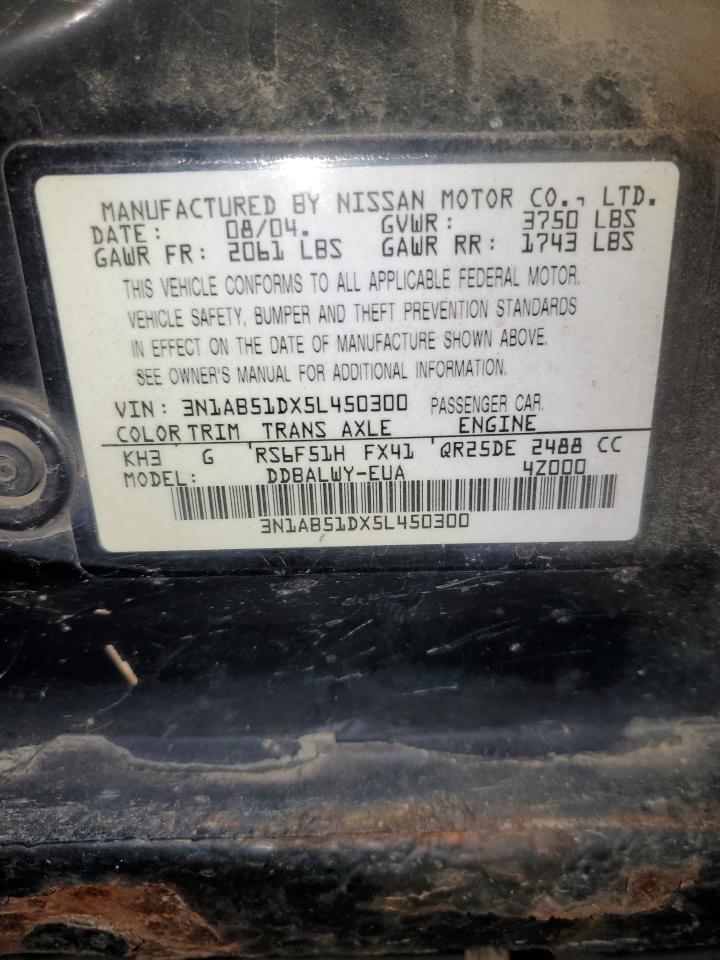 MANUFACTURED BY NISSAN MOTOR CO., LTD.
DATE: 08/04. GVWR: 3750 LBS
GAWR FR: 2061 LBS GAWR RR: 1743 LBS
THIS VEHICLE CONFORMS TO ALL APPLICABLE FEDERAL MOTOR.
VEHICLE SAFETY, BUMPER AND THEFT PREVENTION STANDARDS
IN EFFECT ON THE DATE OF MANUFACTURE SHOWN ABOVE.
SEE OWNER'S MANUAL FOR ADDITIONAL INFORMATION.
VIN: 3N1AB51DX5L450300 PASSENGER CAR.
COLOR TRIM TRANS AXLE ENGINE
KH3 G RS6F51H FX41 QR25DE 2488 CC
MODEL: DDBALWY-EUA 4Z000
3N1AB51DX5L450300